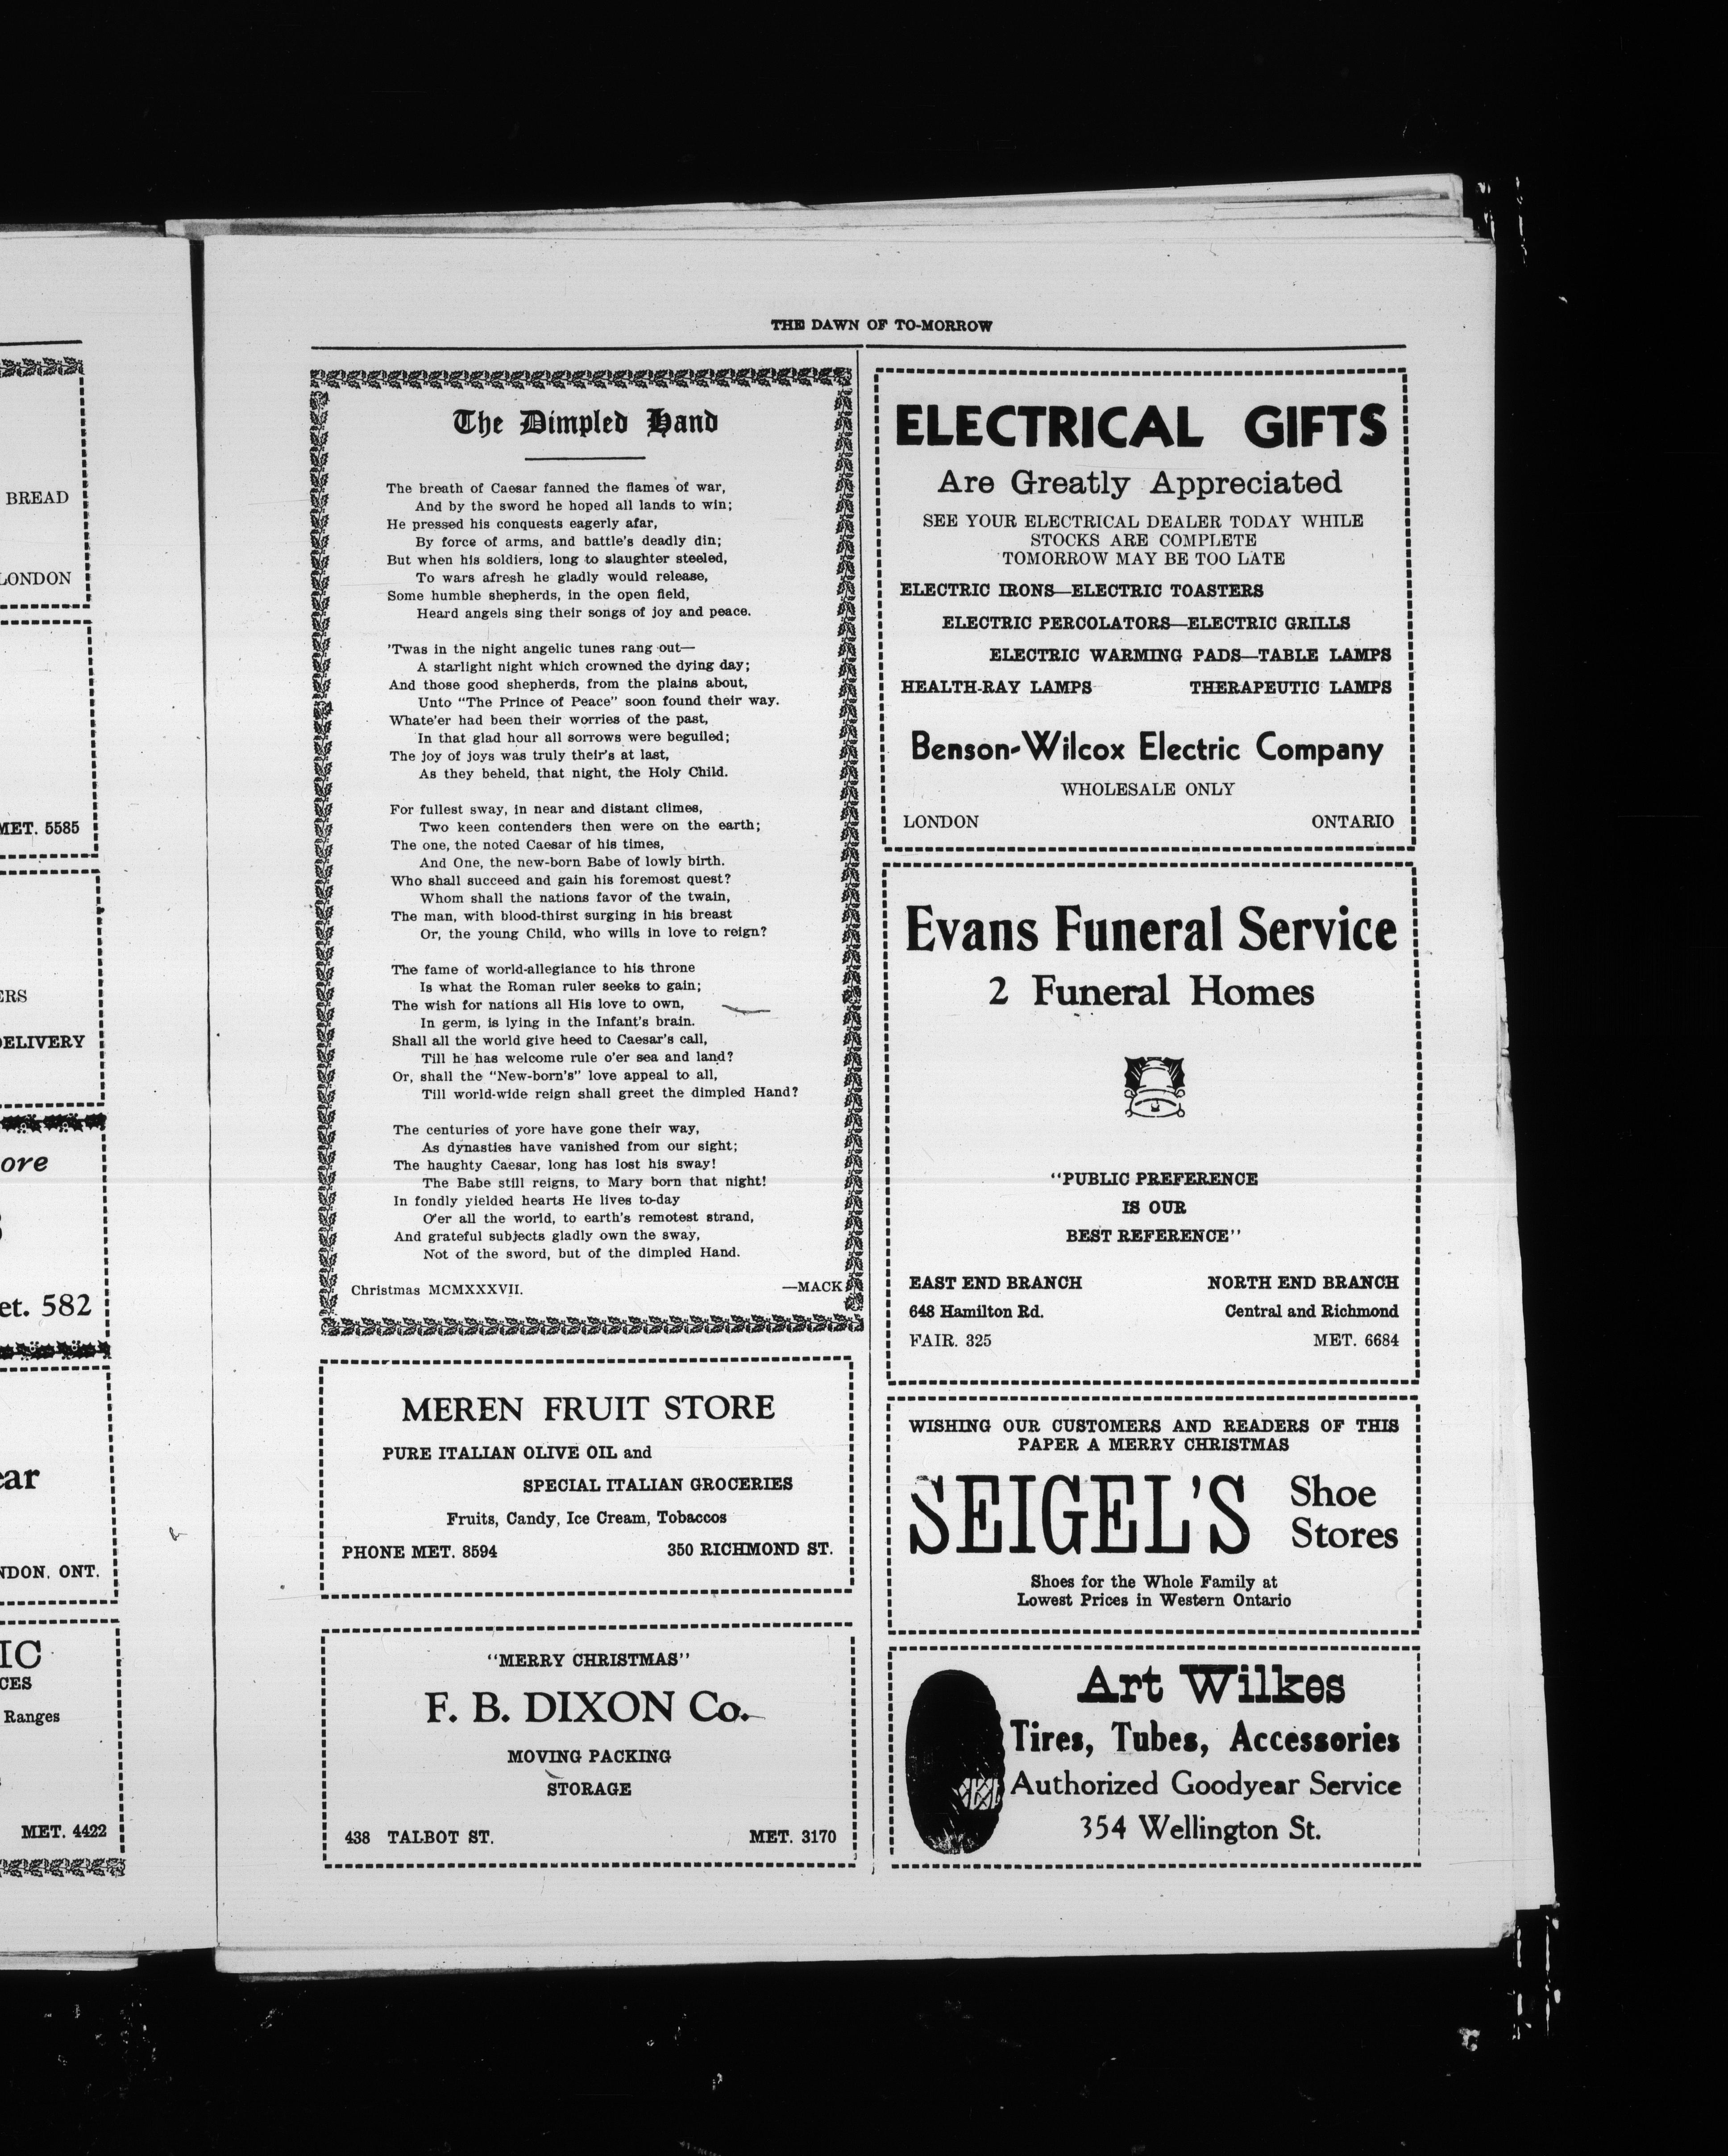 BREAD
LONDON
MET. 5585
ERS
DELIVERY
ore
et. 582
ear
NDON, ONT.
IC
CES
Ranges
MET. 4422
THE DAWN OF TO-MORROW
The Dimpled Hand
The breath of Caesar fanned the flames of war,
And by the sword he hoped all lands to win;
He pressed his conquests eagerly afar,
By force of arms, and battle's deadly din;
But when his soldiers, long to slaughter steeled,
To wars afresh he gladly would release,
Some humble shepherds, in the open field,
Heard angels sing their songs of joy and peace.
'Twas in the night angelic tunes rang out—
A starlight night which crowned the dying day;
And those good shepherds, from the plains about,
Unto "The Prince of Peace" soon found their way.
Whate'er had been their worries of the past,
In that glad hour all sorrows were beguiled;
The joy of joys was truly their's at last,
As they beheld, that night, the Holy Child.
For fullest sway, in near and distant climes,
Two keen contenders then were on the earth;
The one, the noted Caesar of his times,
And One, the new-born Babe of lowly birth.
Who shall succeed and gain his foremost quest?
Whom shall the nations favor of the twain,
The man, with blood-thirst surging in his breast
Or, the young Child, who wills in love to reign?
The fame of world-allegiance to his throne
Is what the Roman ruler seeks to gain;
The wish for nations all His love to own,
In germ, is lying in the Infant's brain.
Shall all the world give heed to Caesar's call,
Till he has welcome rule o'er sea and land?
Or, shall the "New-born's" love appeal to all,
Till world-wide reign shall greet the dimpled Hand?
The centuries of yore have gone their way,
As dynasties have vanished from our sight;
The haughty Caesar, long has lost his sway!
The Babe still reigns, to Mary born that night!
In fondly yielded hearts He lives to-day
O'er all the world, to earth's remotest strand,
And grateful subjects gladly own the sway,
Not of the sword, but of the dimpled Hand.
Christmas MCMXXXVII. —MACK
MEREN FRUIT STORE
PURE ITALIAN OLIVE OIL and
SPECIAL ITALIAN GROCERIES
Fruits, Candy, Ice Cream, Tobaccos
PHONE MET. 8594 350 RICHMOND ST.
"MERRY CHRISTMAS"
F. B. DIXON Co.
MOVING PACKING
STORAGE
438 TALBOT ST. MET. 3170
ELECTRICAL GIFTS
Are Greatly Appreciated
SEE YOUR ELECTRICAL DEALER TODAY WHILE
STOCKS ARE COMPLETE
TOMORROW MAY BE TOO LATE
ELECTRIC IRONS—ELECTRIC TOASTERS
ELECTRIC PERCOLATORS—ELECTRIC GRILLS
ELECTRIC WARMING PADS—TABLE LAMPS
HEALTH-RAY LAMPS THERAPEUTIC LAMPS
Benson-Wilcox Electric Company
WHOLESALE ONLY
LONDON ONTARIO
Evans Funeral Service
2 Funeral Homes
"PUBLIC PREFERENCE
IS OUR
BEST REFERENCE"
EAST END BRANCH NORTH END BRANCH
648 Hamilton Rd. Central and Richmond
FAIR. 325 MET. 6684
WISHING OUR CUSTOMERS AND READERS OF THIS
PAPER A MERRY CHRISTMAS
SEIGEL'S Shoe
Stores
Shoes for the Whole Family at
Lowest Prices in Western Ontario
Art Wilkes
Tires, Tubes, Accessories
Authorized Goodyear Service
354 Wellington St.